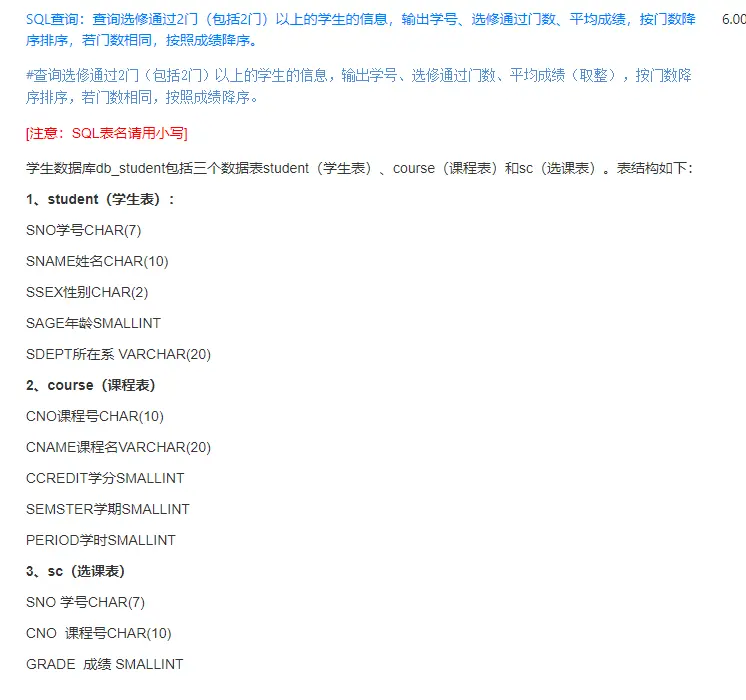 SQL查询：查询选修通过2门（包括2门）以上的学生的信息，输出学号、选修通过门数、平均成绩，按门数降
6.00
序排序，若门数相同，按照成绩降序。
#查询选修通过2门（包括2门）以上的学生的信息，输出学号、选修通过门数、平均成绩（取整），按门数降
序排序，若门数相同，按照成绩降序。
[注意：SQL表名请用小写]
学生数据库db_student包括三个数据表student（学生表）、course（课程表）和sc（选课表）。表结构如下：
1、student（学生表）：
SNO学号CHAR(7)
SNAME姓名CHAR(10)
SSEX性别CHAR(2)
SAGE年龄SMALLINT
SDEPT所在系 VARCHAR(20)
2、course（课程表）
CNO课程号CHAR(10)
CNAME课程名VARCHAR(20)
CCREDIT学分SMALLINT
SEMSTER学期SMALLINT
PERIOD学时SMALLINT
3、sc（选课表）
SNO 学号CHAR(7)
CNO 课程号CHAR(10)
GRADE 成绩 SMALLINT